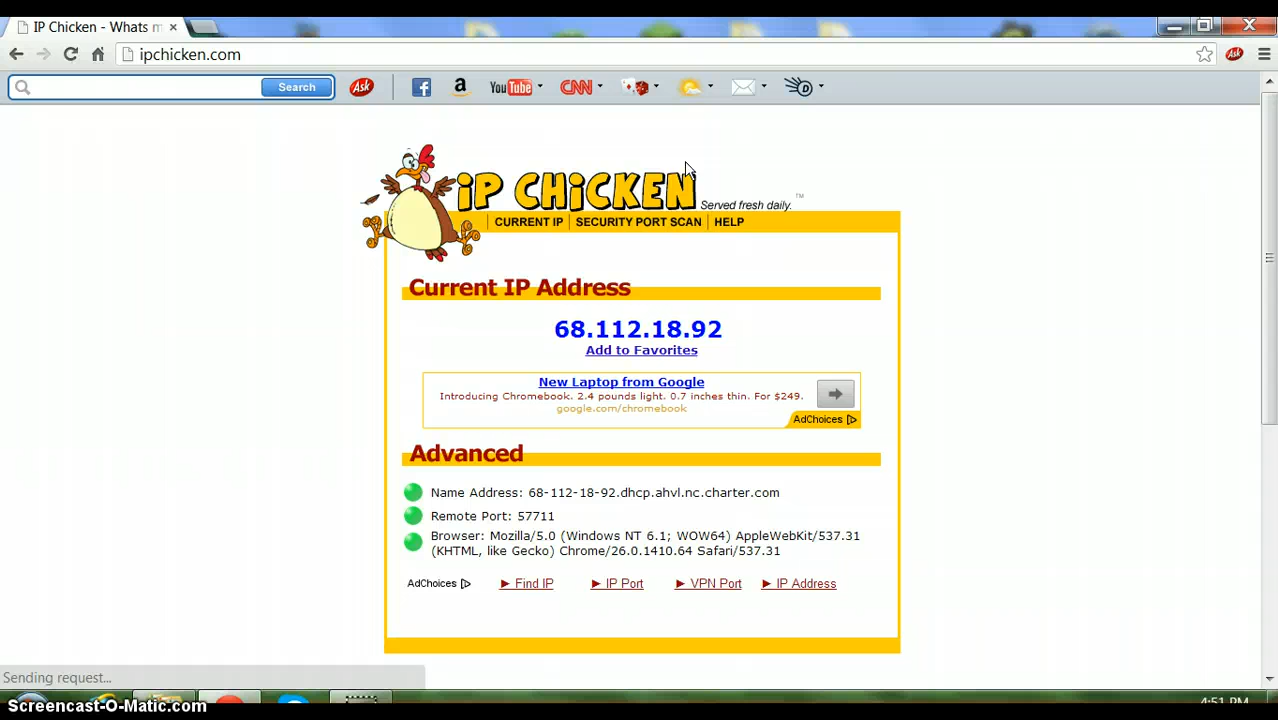 IP Chicken - Whats m
ipchicken.com
Search
Ask
f
a
YouTube
CNN
D
Ask
iP CHiCKEN
Served fresh daily.
TM
CURRENT IP
SECURITY PORT SCAN
HELP
Current IP Address
68.112.18.92
Add to Favorites
New Laptop from Google
Introducing Chromebook. 2.4 pounds light. 0.7 inches thin. For $249.
google.com/chromebook
AdChoices
Advanced
Name Address: 68-112-18-92.dhcp.ahvl.nc.charter.com
Remote Port: 57711
Browser: Mozilla/5.0 (Windows NT 6.1; WOW64) AppleWebKit/537.31
(KHTML, like Gecko) Chrome/26.0.1410.64 Safari/537.31
AdChoices
► Find IP
► IP Port
► VPN Port
► IP Address
Sending request...
4:51 PM
Screencast-O-Matic.com